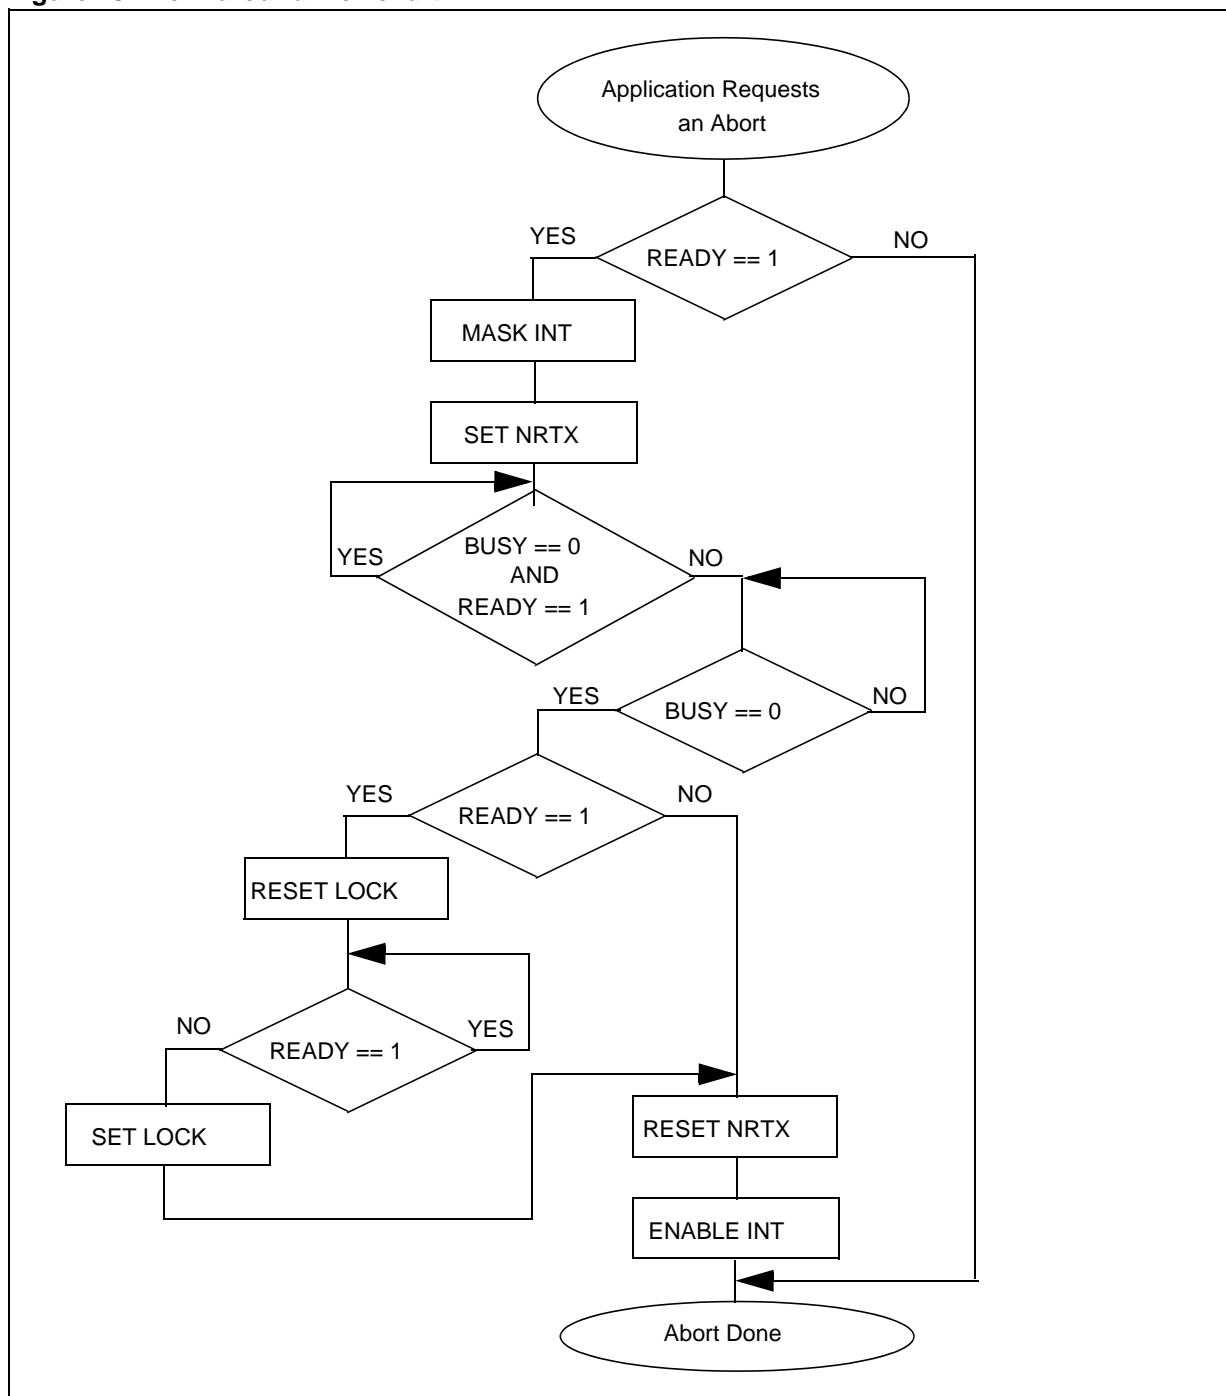 Application Requests
an Abort
YES
READY == 1
NO
MASK INT
SET NRTX
YES
BUSY == 0
AND
READY == 1
NO
YES
BUSY == 0
NO
YES
READY == 1
NO
RESET LOCK
NO
READY == 1
YES
SET LOCK
RESET NRTX
ENABLE INT
Abort Done